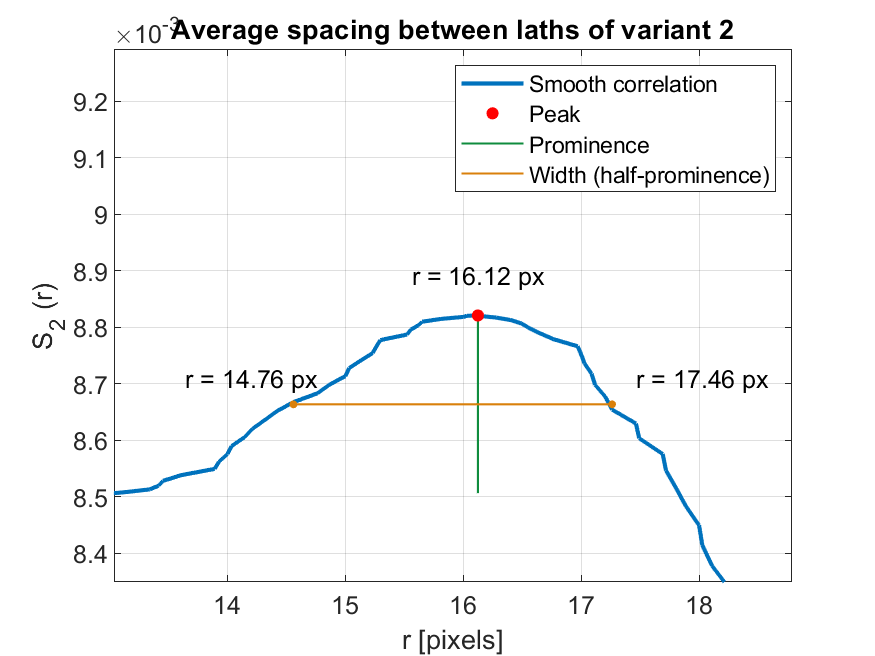 ×10-3
Average spacing between laths of variant 2
Smooth correlation
Peak
Prominence
Width (half-prominence)
9.2
9.1
9
8.9
8.8
8.7
8.6
8.5
8.4
S2 (r)
r = 16.12 px
r = 14.76 px
r = 17.46 px
14 15 16 17 18
r [pixels]